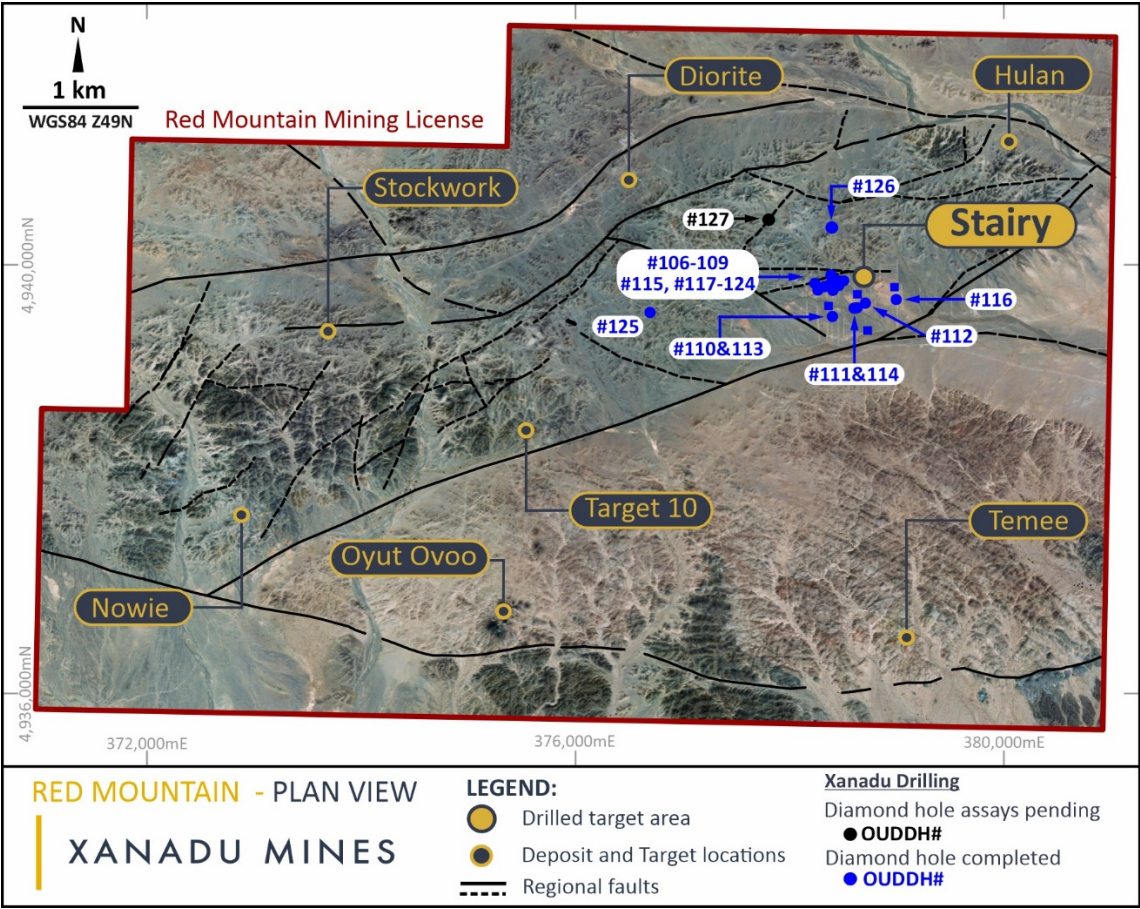 N
1 km
WGS84 Z49N
Red Mountain Mining License
Diorite
Hulan
Stockwork
#126
#127
Stairy
4,940,000mN
#106-109
#115, #117-124
#116
#125
#112
#110&113
#111&114
Target 10
Temee
Oyut Ovoo
Nowie
4,936,000mN
372,000mE
376,000mE
380,000mE
RED MOUNTAIN - PLAN VIEW
XANADU MINES
LEGEND:
Drilled target area
Deposit and Target locations
Regional faults
Xanadu Drilling
Diamond hole assays pending
OUDDH#
Diamond hole completed
OUDDH#